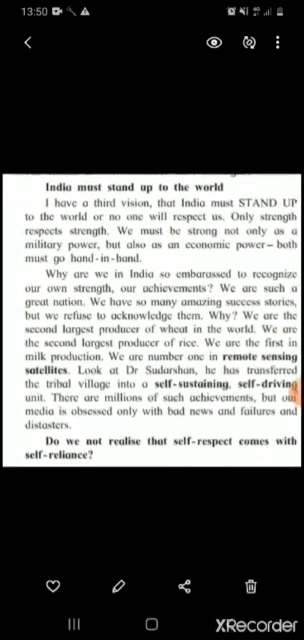 13:50
India must stand up to the world
I have a third vision, that India must STAND UP
to the world or no one will respect us. Only strength
respects strength. We must be strong not only as a
military power, but also as an economic power– both
must go hand-in-hand.
Why are we in India so embarassed to recognize
our own strength, our achievements? We are such a
great nation. We have so many amazing success stories,
but we refuse to acknowledge them. Why? We are the
second largest producer of wheat in the world. We are
the second largest producer of rice. We are the first in
milk production. We are number one in remote sensing
satellites. Look at Dr Sudarshan, he has transferred
the tribal village into a self-sustaining, self-driving
unit. There are millions of such achievements, but our
media is obsessed only with bad news and failures and
distasters.
Do we not realise that self-respect comes with
self-reliance?
XRecorder